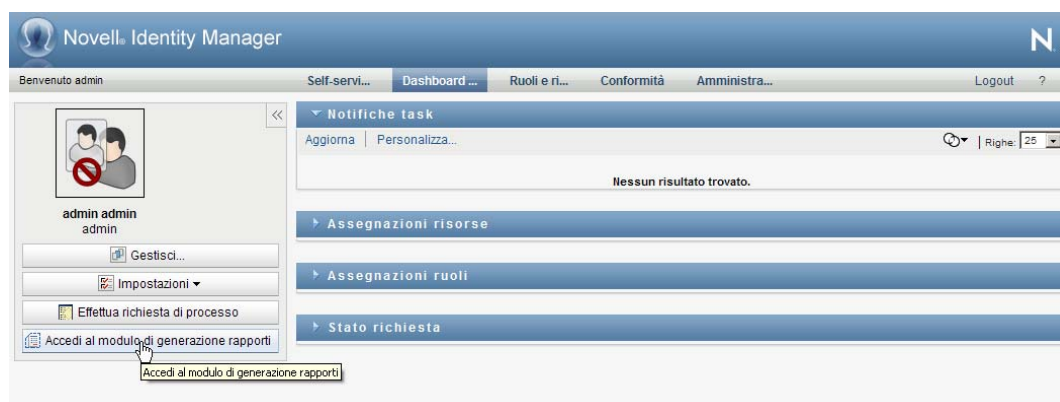 Novell® Identity Manager
N
Benvenuto admin
Self-servi... Dashboard ... Ruoli e ri... Conformità Amministra... Logout ?
Notifiche task
Aggiorna | Personalizza... | Righe: 25
Nessun risultato trovato.
admin admin
admin
Gestisci...
Impostazioni
Effettua richiesta di processo
Accedi al modulo di generazione rapporti
Accedi al modulo di generazione rapporti
Assegnazioni risorse
Assegnazioni ruoli
Stato richiesta